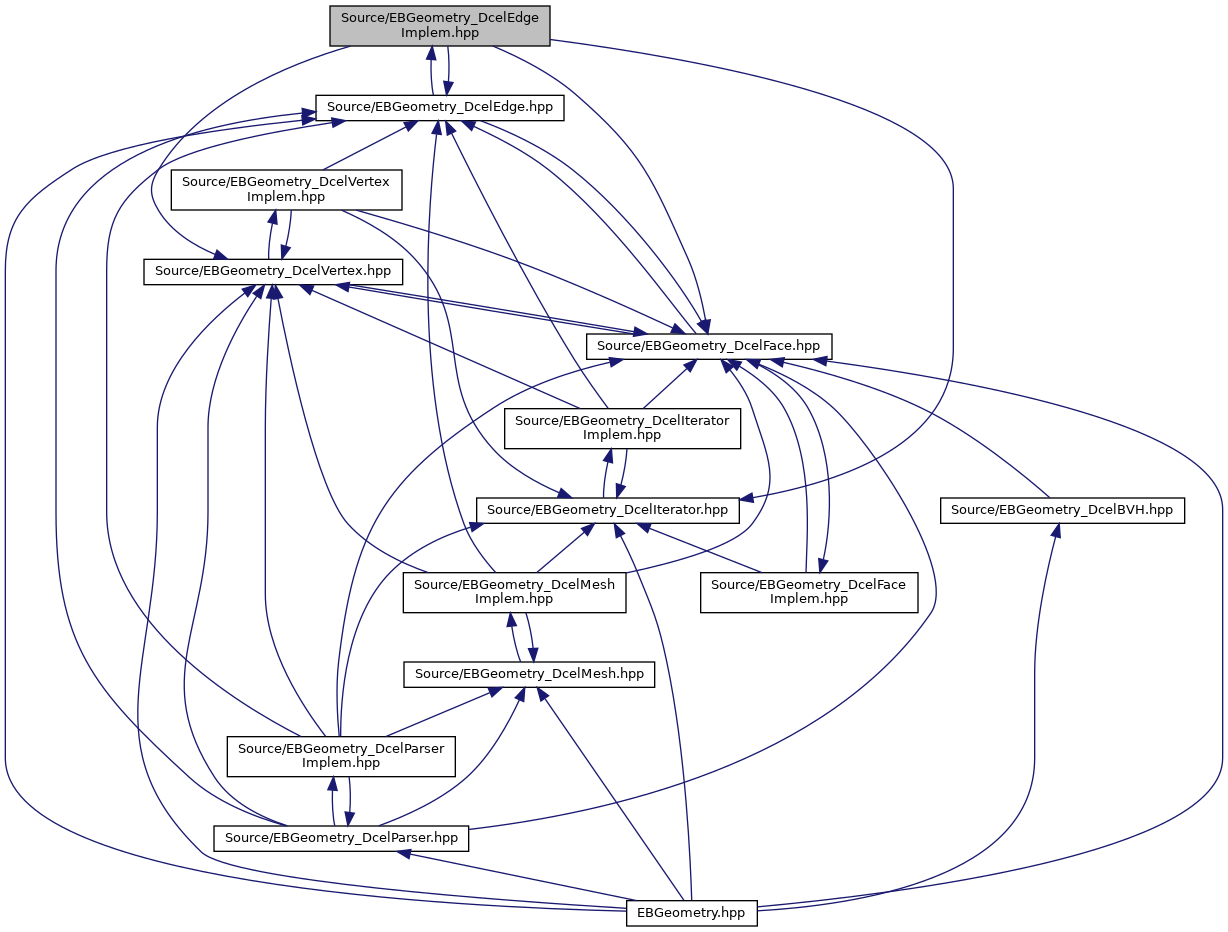 Source/EBGeometry_DcelEdge
Implem.hpp
Source/EBGeometry_DcelEdge.hpp
Source/EBGeometry_DcelVertex
Implem.hpp
Source/EBGeometry_DcelVertex.hpp
Source/EBGeometry_DcelFace.hpp
Source/EBGeometry_DcelIterator
Implem.hpp
Source/EBGeometry_DcelIterator.hpp
Source/EBGeometry_DcelBVH.hpp
Source/EBGeometry_DcelMesh
Implem.hpp
Source/EBGeometry_DcelFace
Implem.hpp
Source/EBGeometry_DcelMesh.hpp
Source/EBGeometry_DcelParser
Implem.hpp
Source/EBGeometry_DcelParser.hpp
EBGeometry.hpp